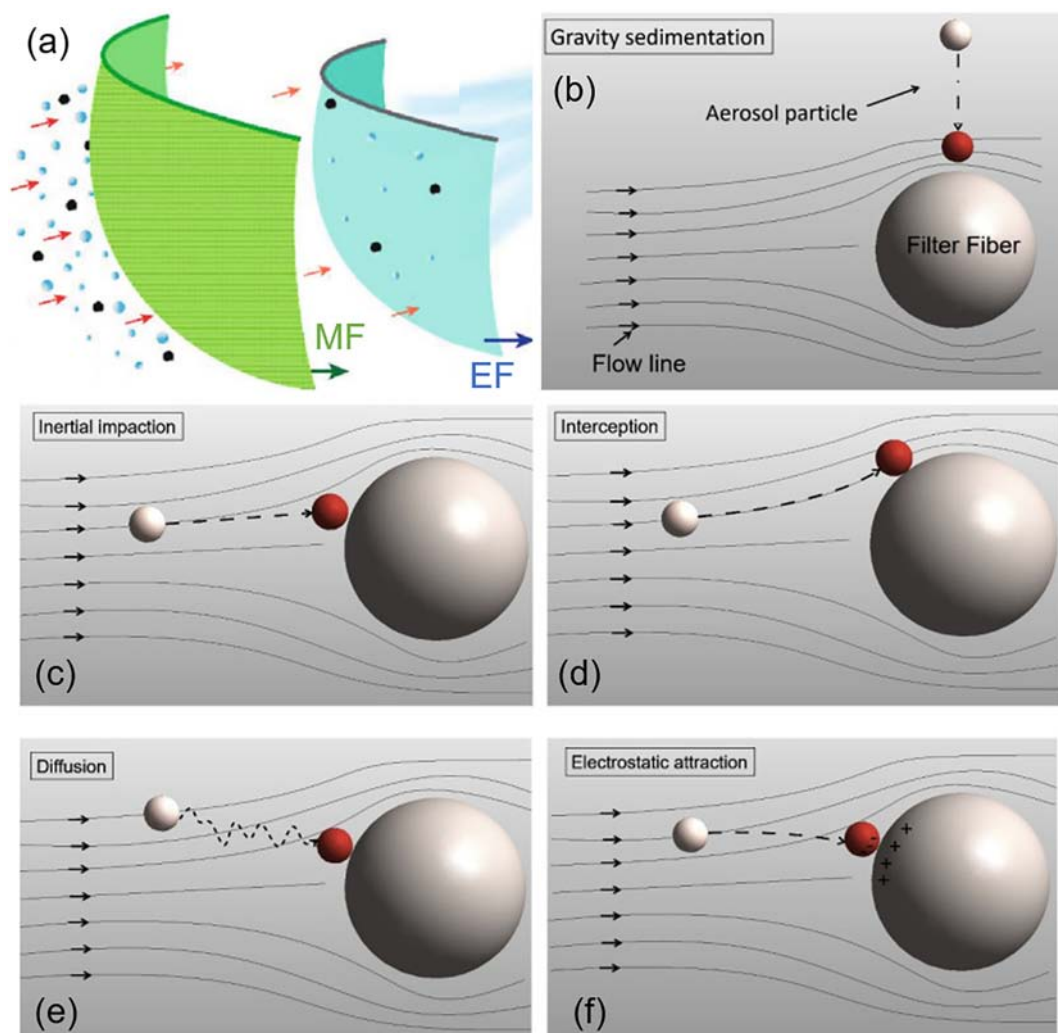 (a)
MF
EF
Gravity sedimentation
(b)
Aerosol particle
Filter Fiber
Flow line
Inertial impaction
(c)
Interception
(d)
Diffusion
(e)
Electrostatic attraction
- -
+ + + +
(f)